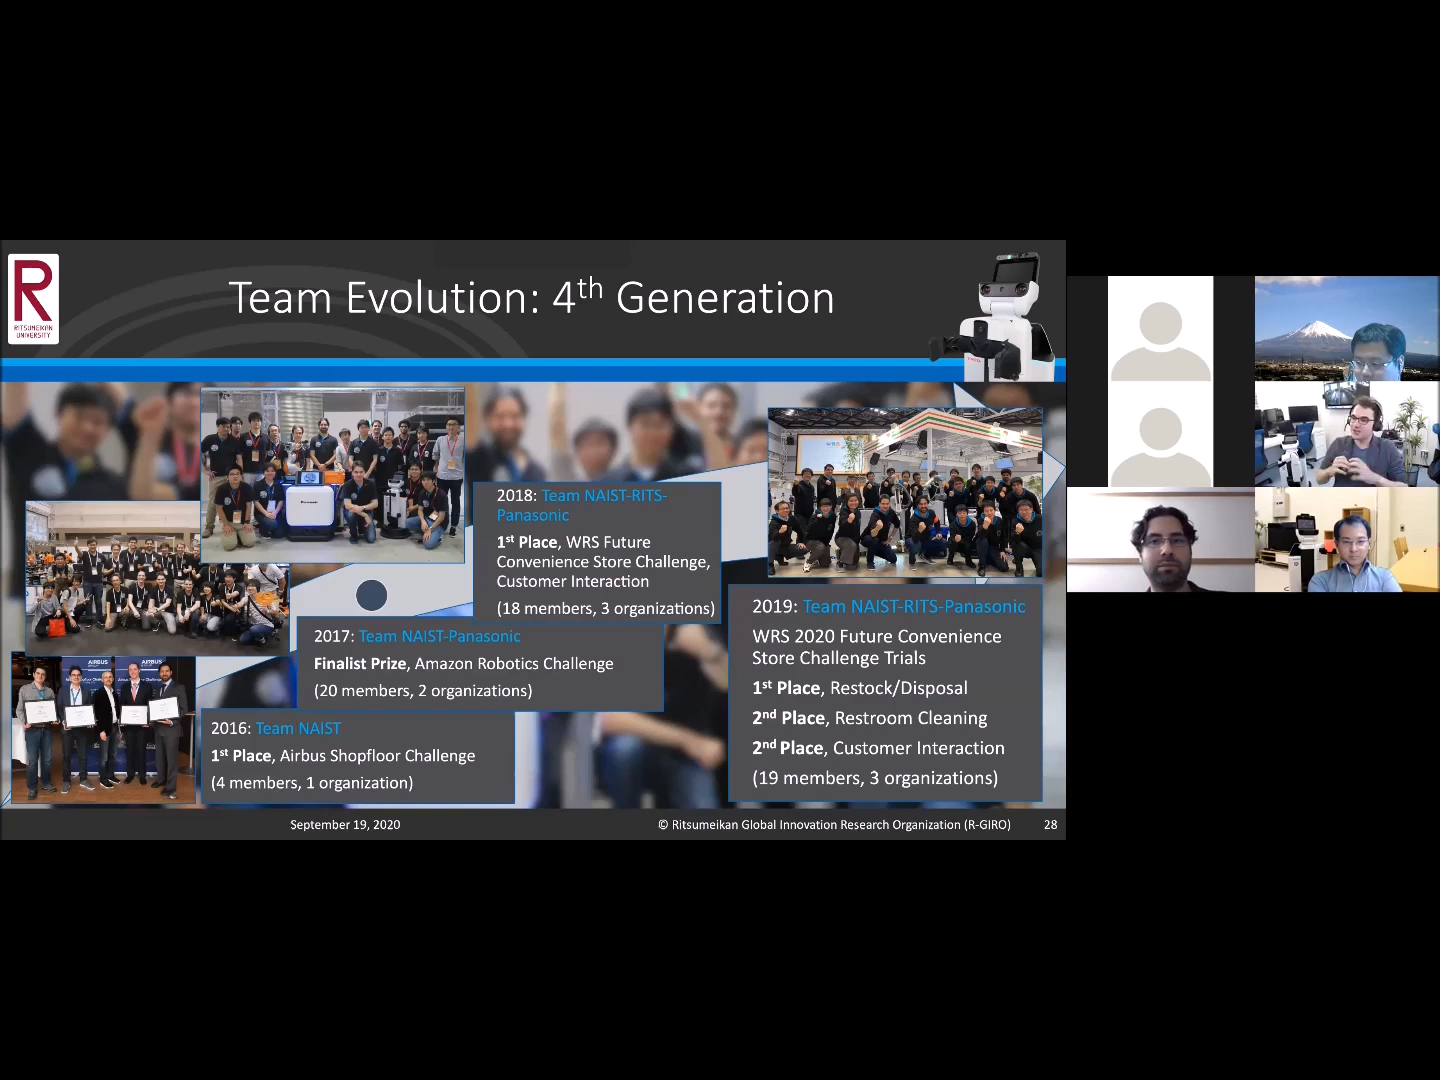 RITSUMEIKAN
UNIVERSITY
Team Evolution: 4th Generation
2018: Team NAIST-RITS-
Panasonic
1st Place, WRS Future
Convenience Store Challenge,
Customer Interaction
(18 members, 3 organizations)
2019: Team NAIST-RITS-Panasonic
WRS 2020 Future Convenience
Store Challenge Trials
1st Place, Restock/Disposal
2nd Place, Restroom Cleaning
2nd Place, Customer Interaction
(19 members, 3 organizations)
2017: Team NAIST-Panasonic
Finalist Prize, Amazon Robotics Challenge
(20 members, 2 organizations)
AIRBUS
AIRBUS
2016: Team NAIST
1st Place, Airbus Shopfloor Challenge
(4 members, 1 organization)
September 19, 2020
© Ritsumeikan Global Innovation Research Organization (R-GIRO)
28